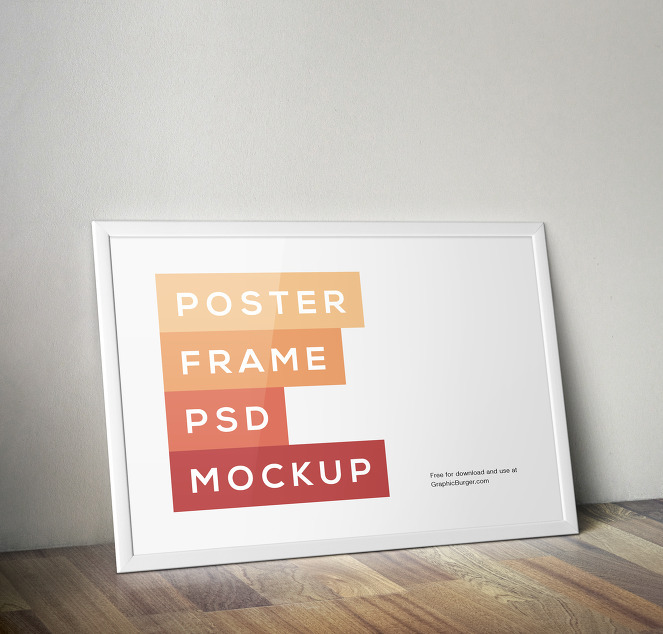 POSTER
FRAME
PSD
MOCKUP
Free for download and use at
GraphicBurger.com